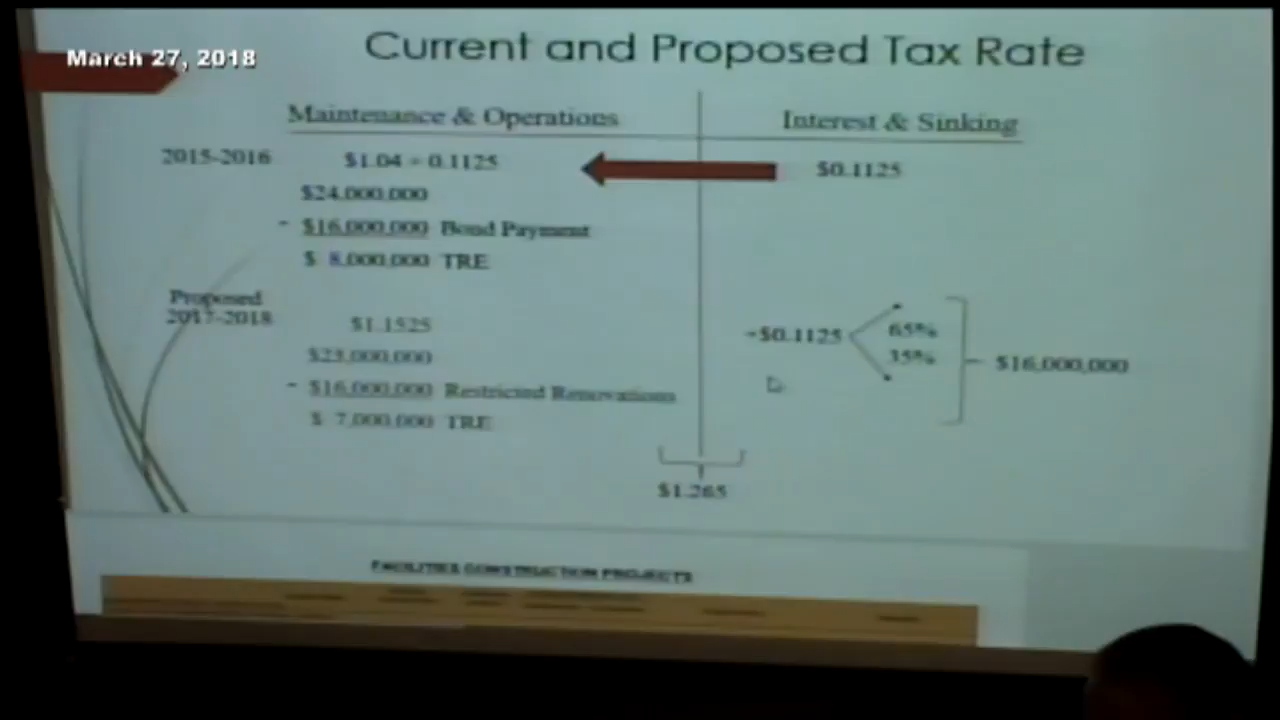 March 27, 2018
Current and Proposed Tax Rate
Maintenance & Operations
Interest & Sinking
2015-2016
$1.04 + 0.1125
$0.1125
$24,000,000
- $16,000,000 Bond Payment
$ 8,000,000 TRE
Proposed
2017-2018
$1.1525
$23,000,000
- $16,000,000 Restricted Renovations
$ 7,000,000 TRE
$0.1125
65%
35%
$16,000,000
$1.265
FACILITIES CONSTRUCTION PROJECTS